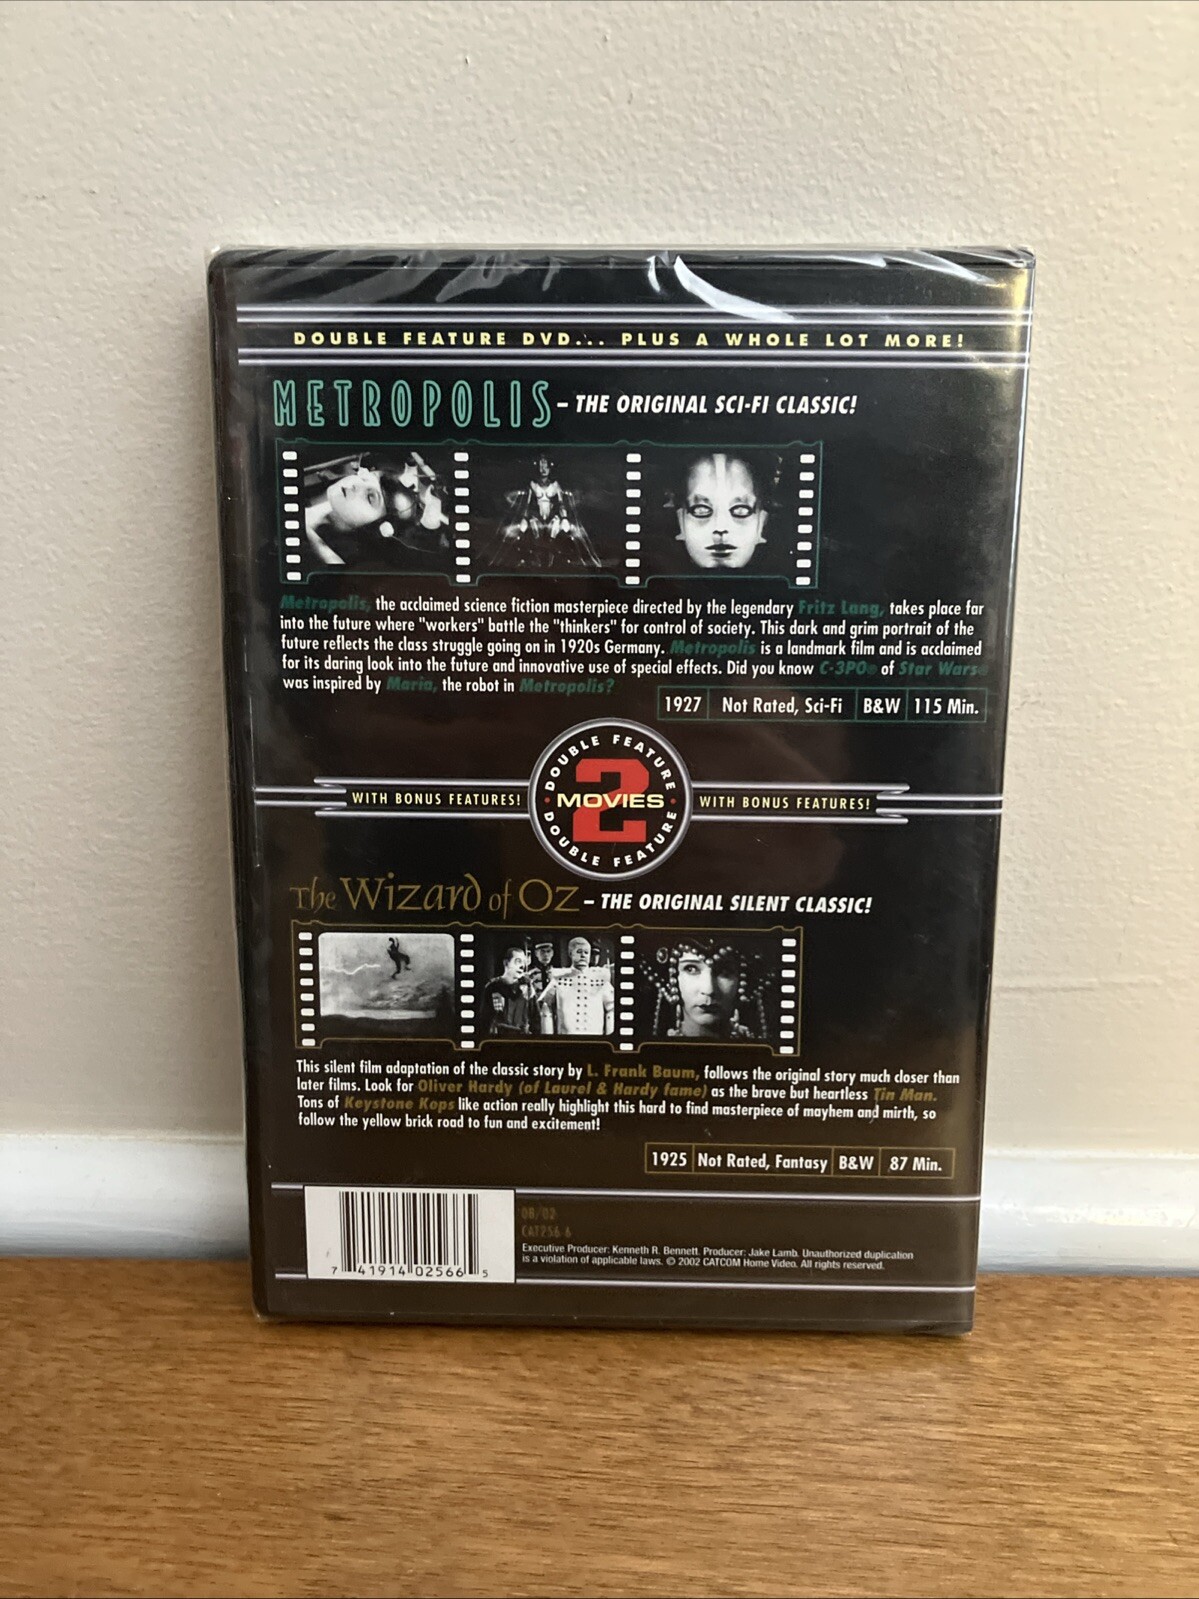 DOUBLE FEATURE DVD... PLUS A WHOLE LOT MORE!
METROPOLIS – THE ORIGINAL SCI-FI CLASSIC!
Metropolis, the acclaimed science fiction masterpiece directed by the legendary Fritz Lang, takes place far
into the future where "workers" battle the "thinkers" for control of society. This dark and grim portrait of the
future reflects the class struggle going on in 1920s Germany. Metropolis is a landmark film and is acclaimed
for its daring look into the future and innovative use of special effects. Did you know C-3PO® of Star Wars®
was inspired by Maria, the robot in Metropolis?
1927 Not Rated, Sci-Fi B&W 115 Min.
DOUBLE FEATURE
WITH BONUS FEATURES! 2 MOVIES WITH BONUS FEATURES!
DOUBLE FEATURE
The Wizard of Oz – THE ORIGINAL SILENT CLASSIC!
This silent film adaptation of the classic story by L. Frank Baum, follows the original story much closer than
later films. Look for Oliver Hardy (of Laurel & Hardy fame) as the brave but heartless Tin Man.
Tons of Keystone Kops like action really highlight this hard to find masterpiece of mayhem and mirth, so
follow the yellow brick road to fun and excitement!
1925 Not Rated, Fantasy B&W 87 Min.
08/02
CAT256 6
Executive Producer: Kenneth R. Bennett. Producer: Jake Lamb. Unauthorized duplication
is a violation of applicable laws. © 2002 CATCOM Home Video. All rights reserved.
7 41914 02566 5